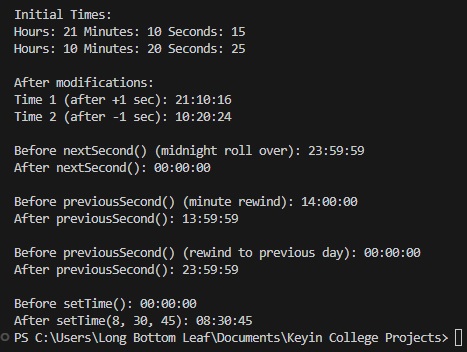 Initial Times:
Hours: 21 Minutes: 10 Seconds: 15
Hours: 10 Minutes: 20 Seconds: 25
After modifications:
Time 1 (after +1 sec): 21:10:16
Time 2 (after -1 sec): 10:20:24
Before nextSecond() (midnight roll over): 23:59:59
After nextSecond(): 00:00:00
Before previousSecond() (minute rewind): 14:00:00
After previousSecond(): 13:59:59
Before previousSecond() (rewind to previous day): 00:00:00
After previousSecond(): 23:59:59
Before setTime(): 00:00:00
After setTime(8, 30, 45): 08:30:45
PS C:\Users\Long Bottom Leaf\Documents\Keyin College Projects>